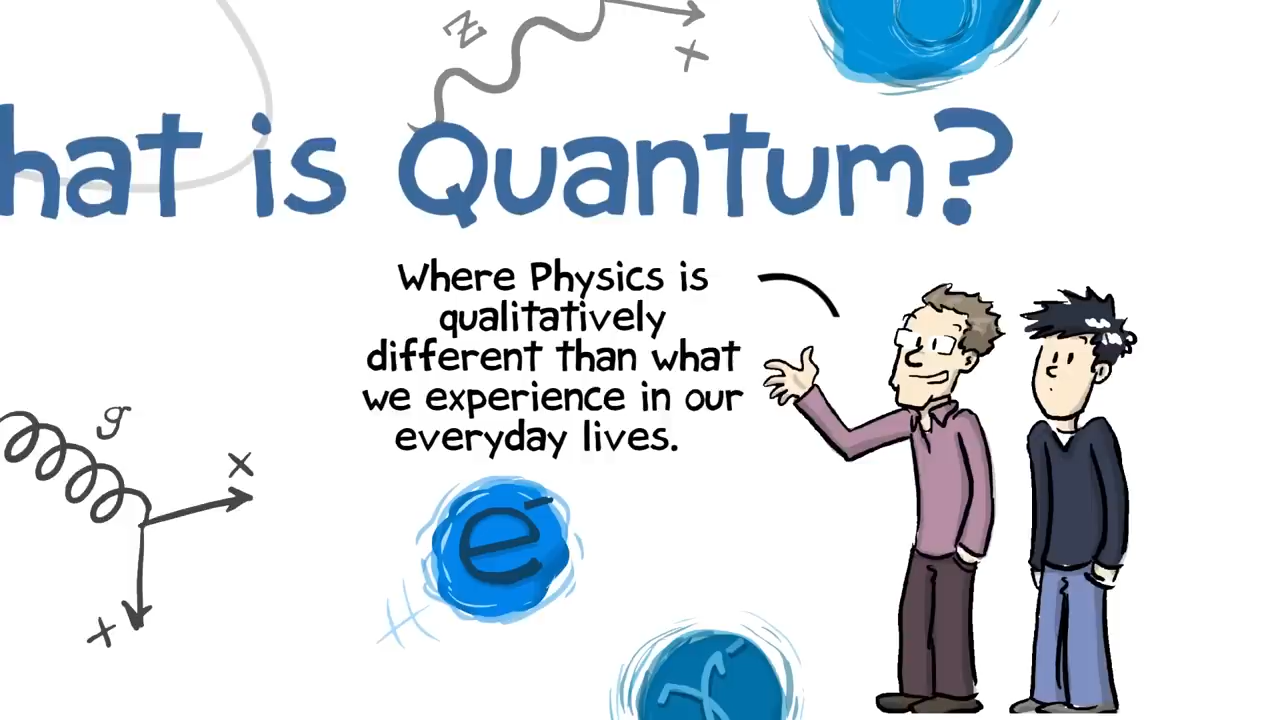 Z
x
hat is Quantum?
Where Physics is
qualitatively
different than what
we experience in our
everyday lives.
g
x
x
e-
H